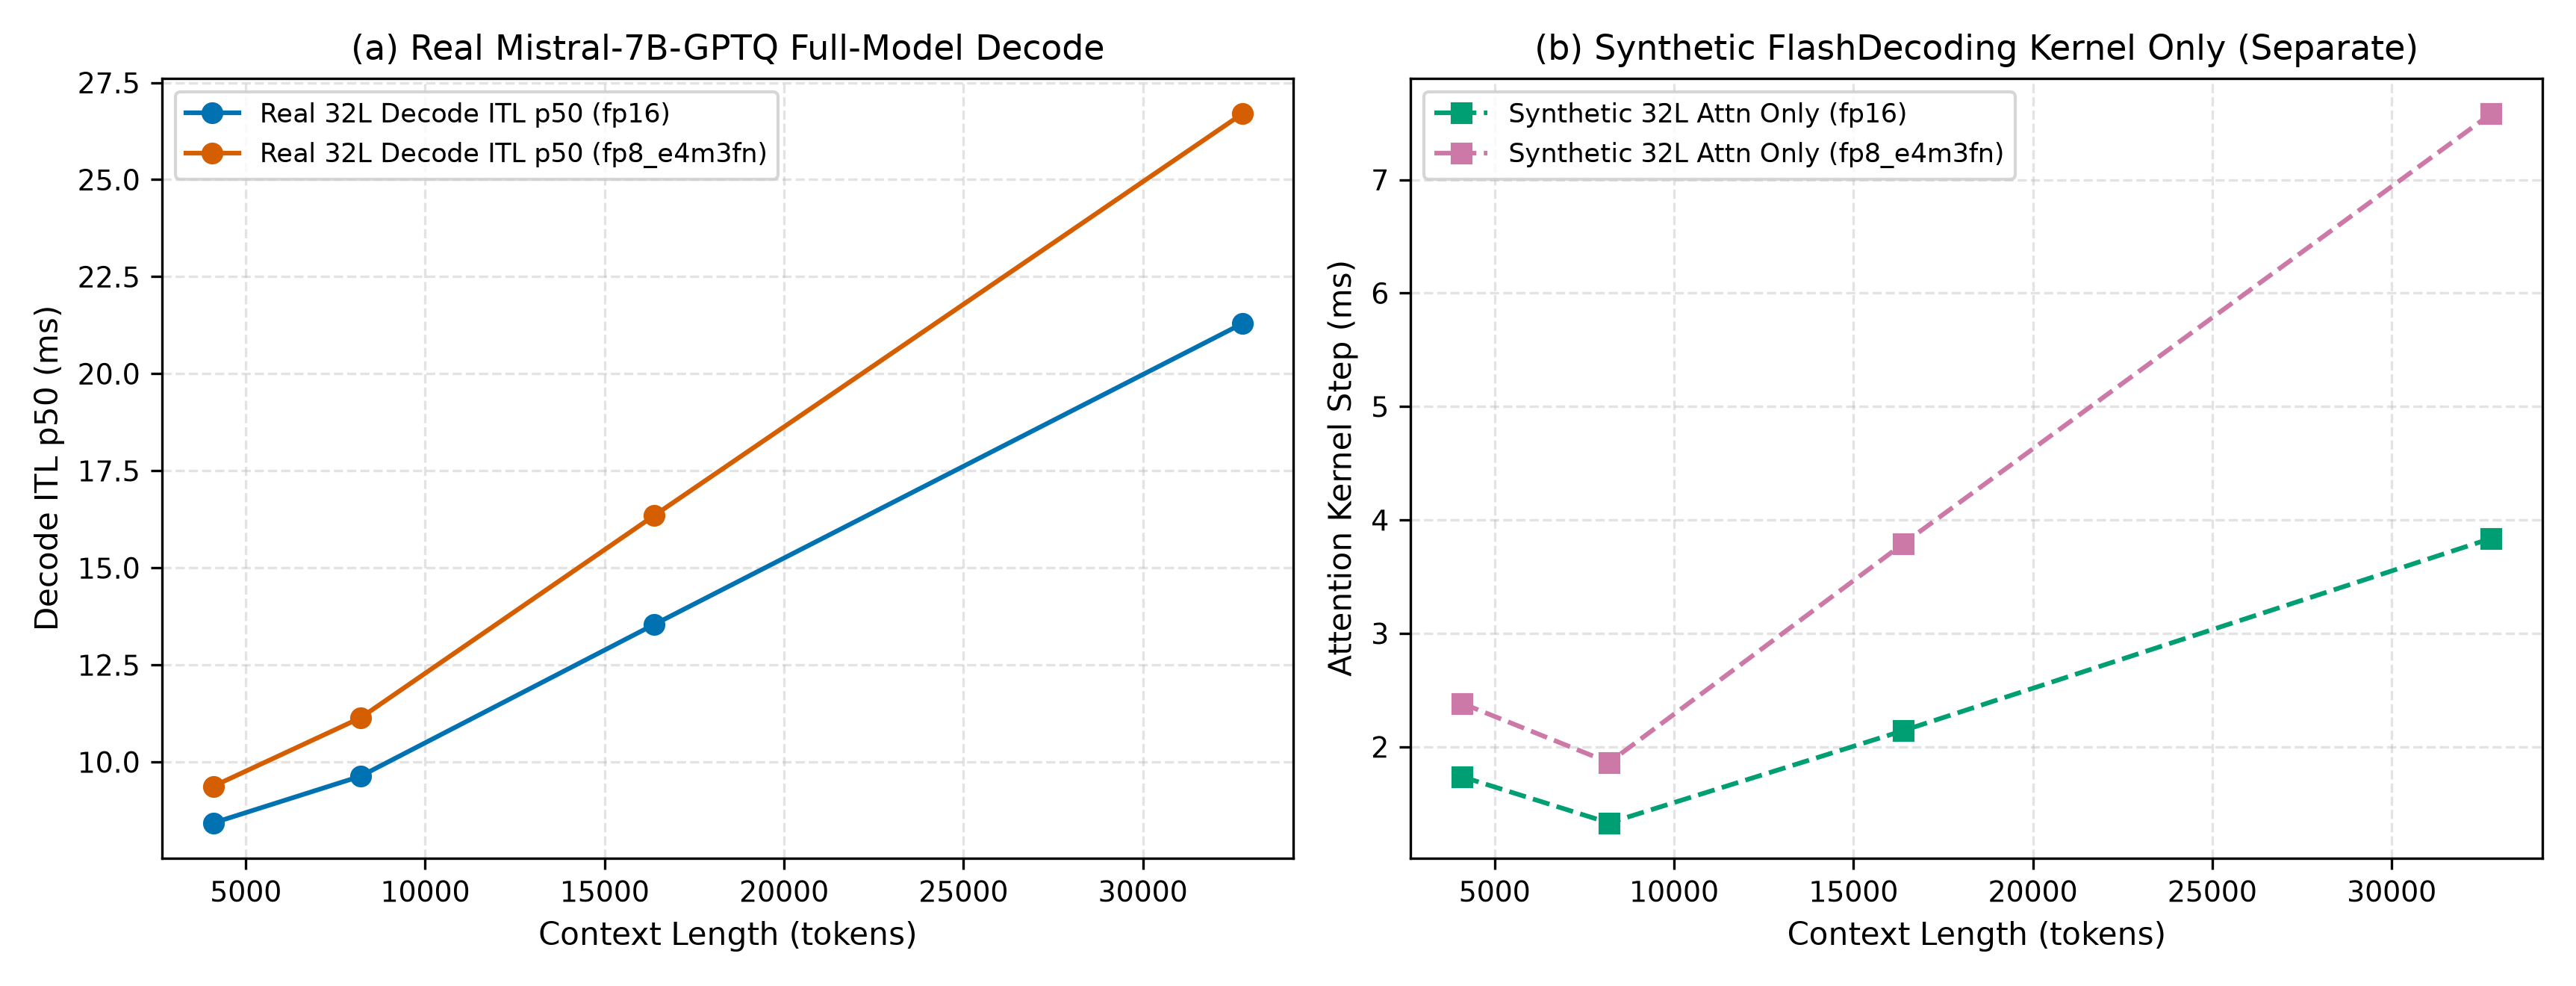 (a) Real Mistral-7B-GPTQ Full-Model Decode
Real 32L Decode ITL p50 (fp16)
Real 32L Decode ITL p50 (fp8_e4m3fn)
Decode ITL p50 (ms)
27.5
25.0
22.5
20.0
17.5
15.0
12.5
10.0
5000 10000 15000 20000 25000 30000
Context Length (tokens)
(b) Synthetic FlashDecoding Kernel Only (Separate)
Synthetic 32L Attn Only (fp16)
Synthetic 32L Attn Only (fp8_e4m3fn)
Attention Kernel Step (ms)
7
6
5
4
3
2
5000 10000 15000 20000 25000 30000
Context Length (tokens)